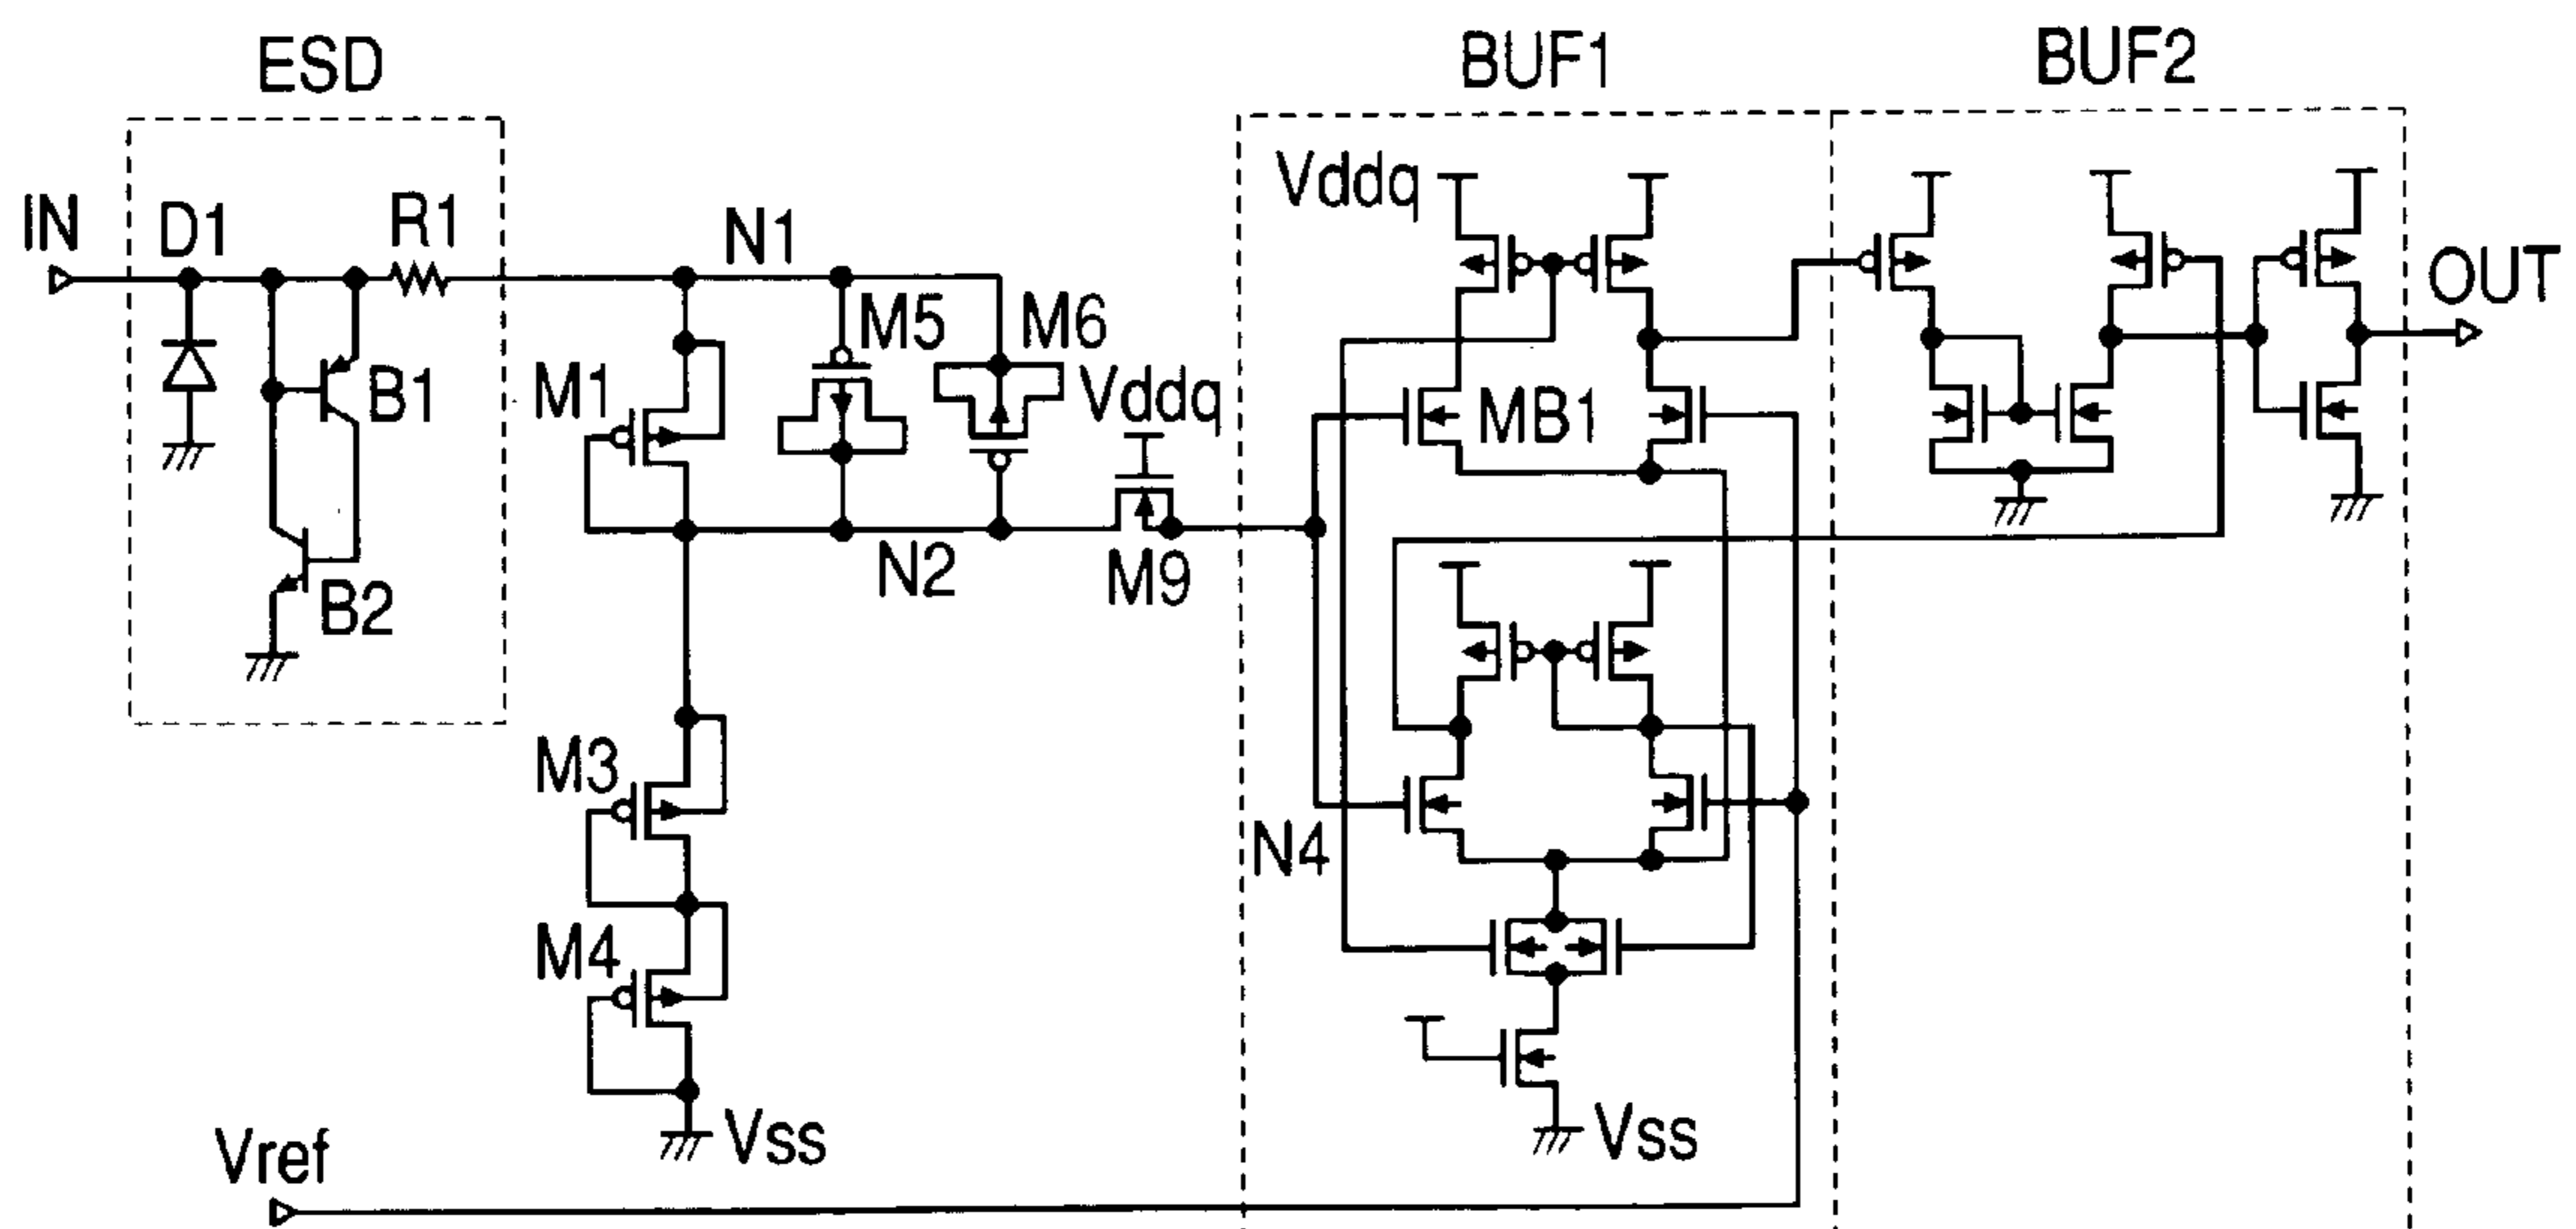 ESD
BUF1
BUF2
IN
D1
R1
N1
Vddq
OUT
M5
M6
M1
B1
Vddq
MB1
B2
N2
M9
M3
N4
M4
Vss
Vss
Vref